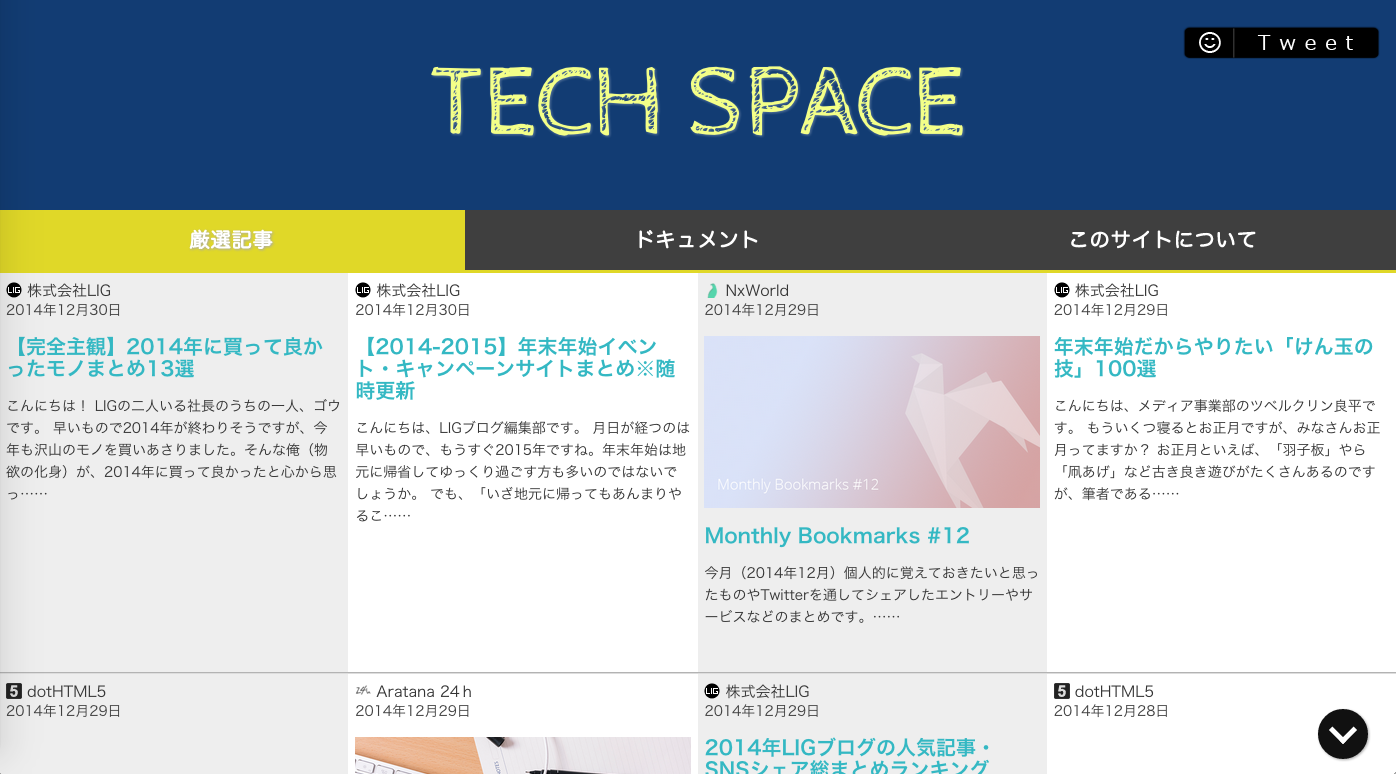 Tweet
TECH SPACE
厳選記事
ドキュメント
このサイトについて
LIG 株式会社LIG
2014年12月30日
【完全主観】2014年に買って良か
ったモノまとめ13選
こんにちは！ LIGの二人いる社長のうちの一人、ゴウ
です。 早いもので2014年が終わりそうですが、今
年も沢山のモノを買いあさりました。そんな俺（物
欲の化身）が、2014年に買って良かったと心から思
っ……
LIG 株式会社LIG
2014年12月30日
【2014-2015】年末年始イベン
ト・キャンペーンサイトまとめ※随
時更新
こんにちは、LIGブログ編集部です。 月日が経つのは
早いもので、もうすぐ2015年ですね。年末年始は地
元に帰省してゆっくり過ごす方も多いのではないで
しょうか。 でも、「いざ地元に帰ってもあんまりや
るこ……
NxWorld
2014年12月29日
Monthly Bookmarks #12
Monthly Bookmarks #12
今月（2014年12月）個人的に覚えておきたいと思っ
たものやTwitterを通してシェアしたエントリーやサ
ービスなどのまとめです。……
LIG 株式会社LIG
2014年12月29日
年末年始だからやりたい「けん玉の
技」100選
こんにちは、メディア事業部のツベルクリン良平で
す。 もういくつ寝るとお正月ですが、みなさんお正
月ってますか？ お正月といえば、「羽子板」やら
「凧あげ」など古き良き遊びがたくさんあるのです
が、筆者である……
5 dotHTML5
2014年12月29日
Aratana 24ｈ
2014年12月29日
LIG 株式会社LIG
2014年12月29日
2014年LIGブログの人気記事・
SNSシェア総まとめランキング
5 dotHTML5
2014年12月28日